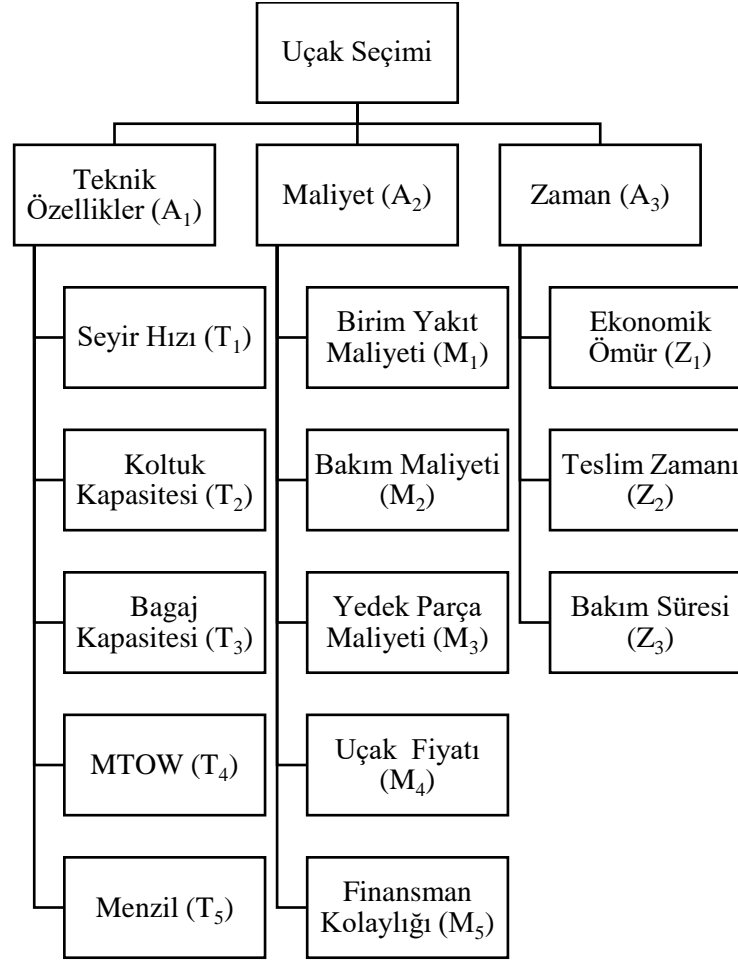 Uçak Seçimi
Teknik
Özellikler (A₁)
Maliyet (A₂)
Zaman (A₃)
Seyir Hızı (T₁)
Koltuk
Kapasitesi (T₂)
Bagaj
Kapasitesi (T₃)
MTOW (T₄)
Menzil (T₅)
Birim Yakıt
Maliyeti (M₁)
Bakım Maliyeti
(M₂)
Yedek Parça
Maliyeti (M₃)
Uçak  Fiyatı
(M₄)
Finansman
Kolaylığı (M₅)
Ekonomik
Ömür (Z₁)
Teslim Zamanı
(Z₂)
Bakım Süresi
(Z₃)